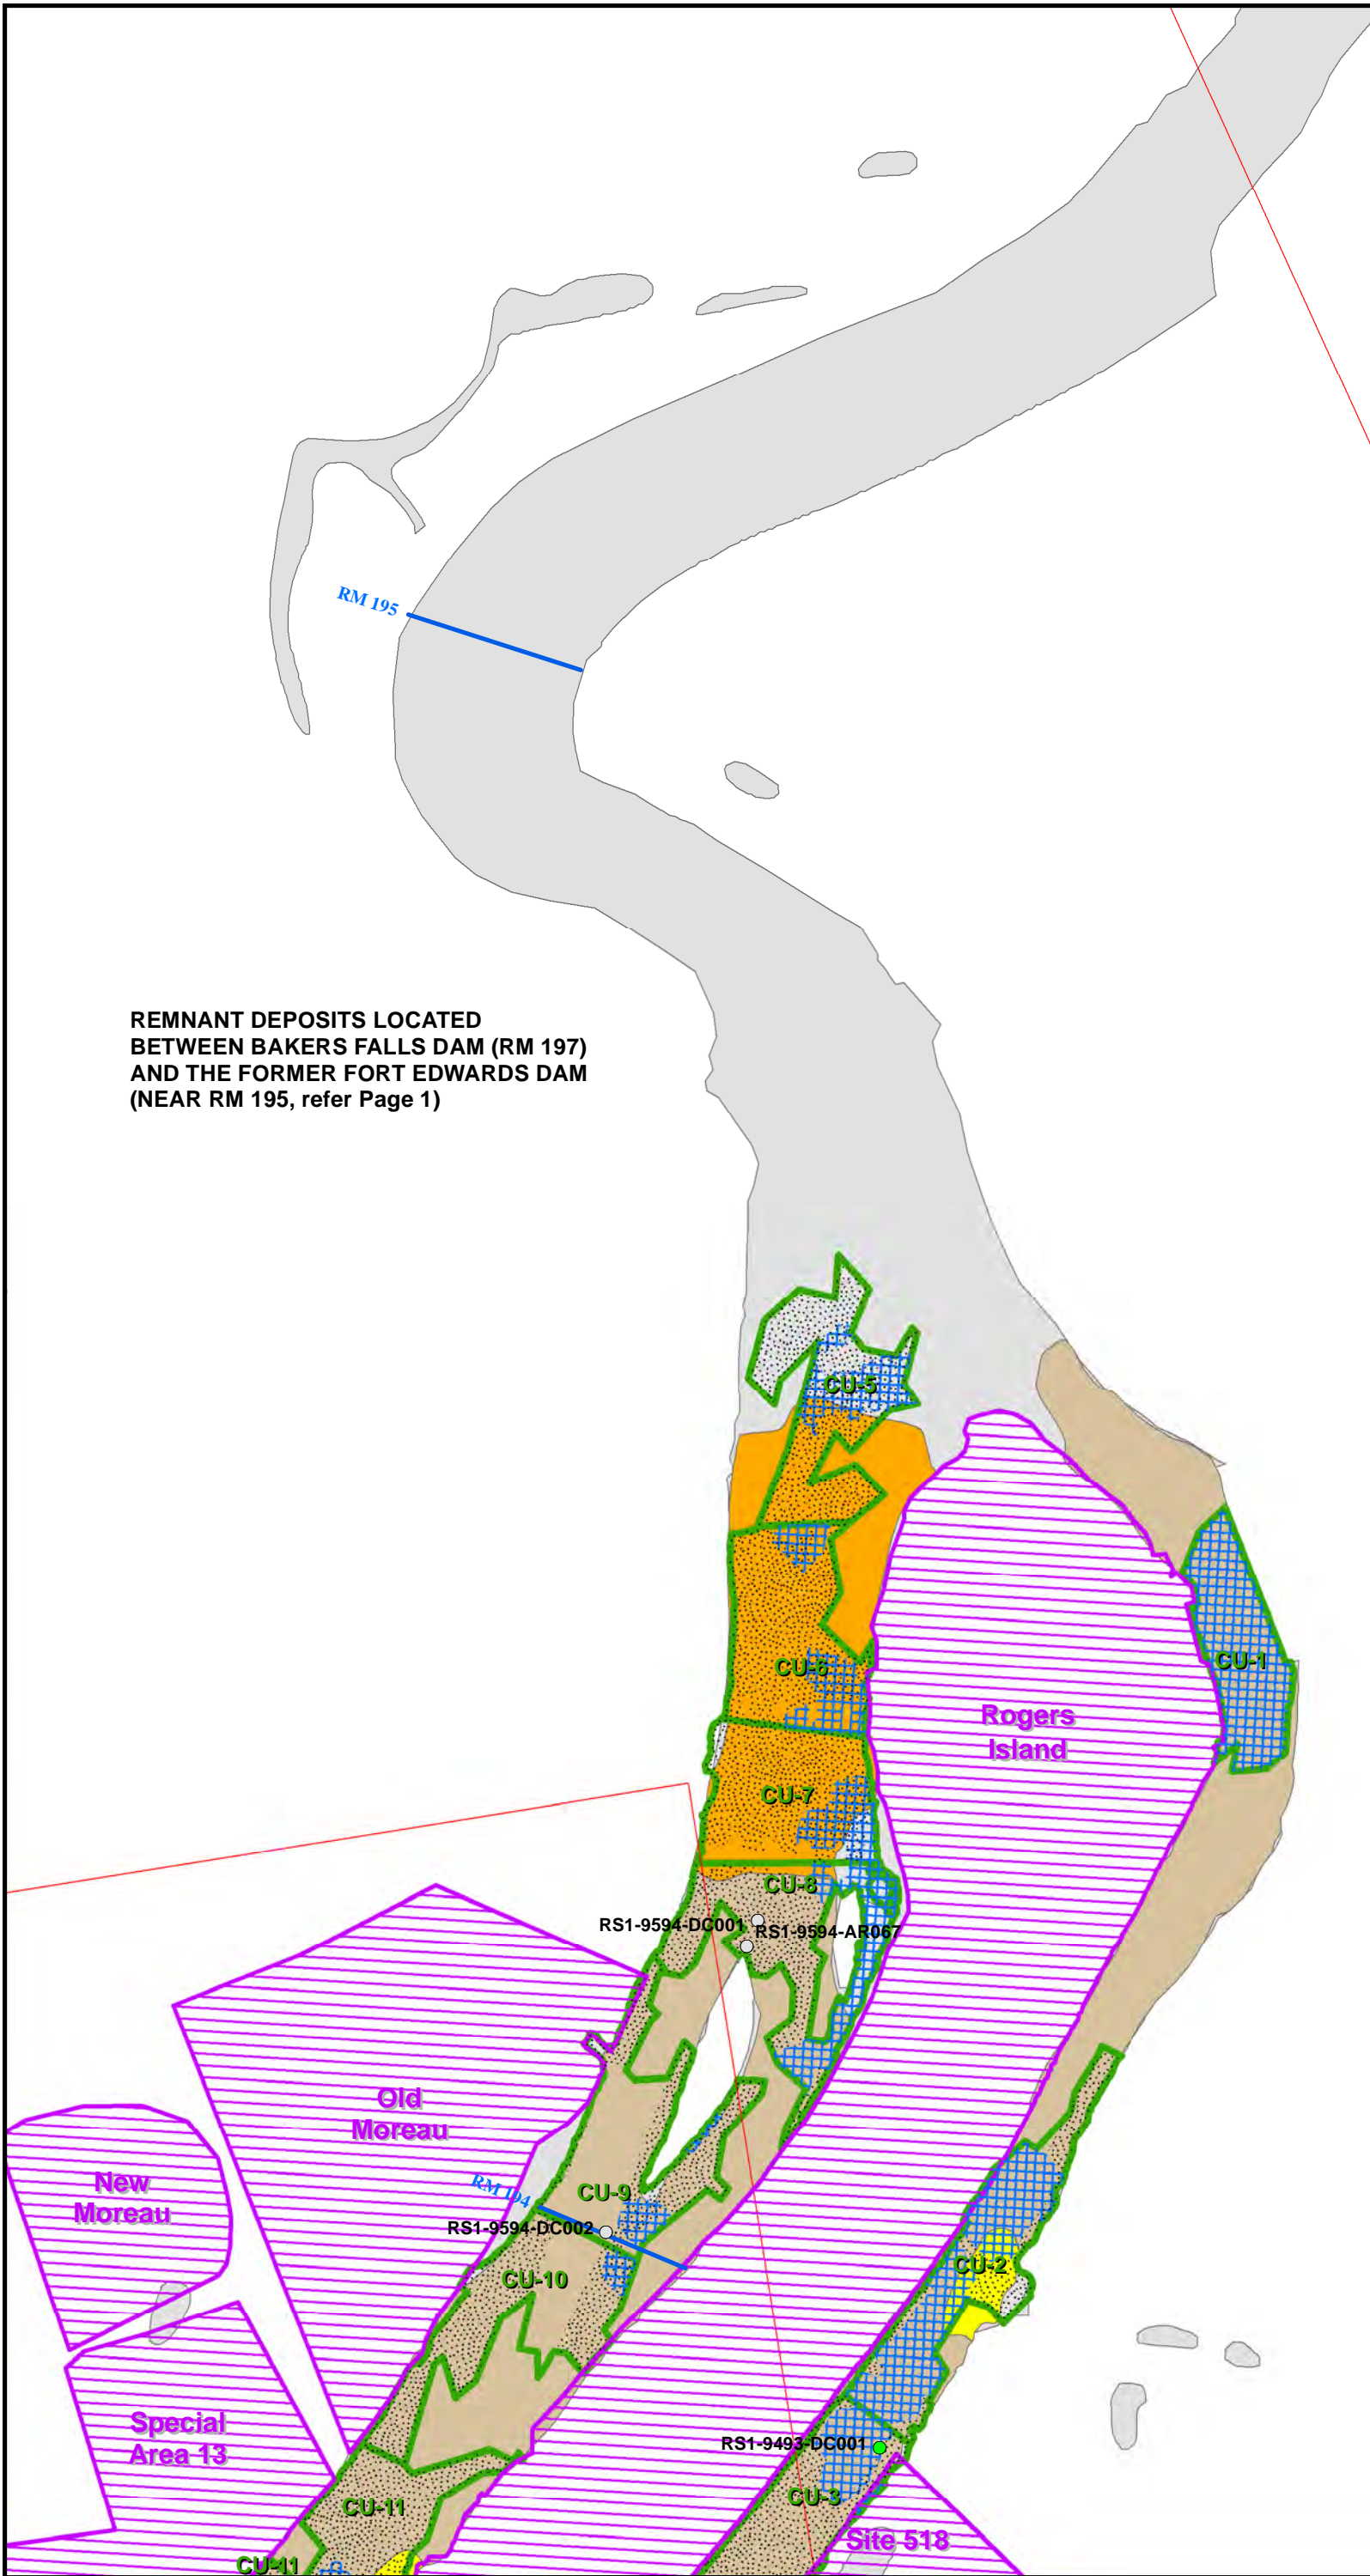 RM 195
REMNANT DEPOSITS LOCATED
BETWEEN BAKERS FALLS DAM (RM 197)
AND THE FORMER FORT EDWARDS DAM
(NEAR RM 195, refer Page 1)
CU-5
CU-6
CU-1
Rogers
Island
CU-7
CU-8
RS1-9594-DC001
RS1-9594-AR067
Old
Moreau
New
Moreau
RM 194
CU-9
RS1-9594-DC002
CU-10
CU-2
Special
Area 13
RS1-9493-DC001
CU-3
CU-11
Site 518
CU-11